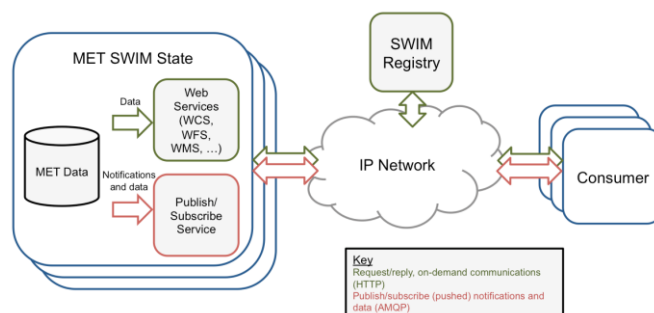 MET SWIM State
Data
Web
Services
(WCS,
WFS,
WMS, ...)
MET Data
Notifications
and data
Publish/
Subscribe
Service
SWIM
Registry
IP Network
Consumer
Key
Request/reply, on-demand communications
(HTTP)
Publish/subscribe (pushed) notifications and
data (AMQP)